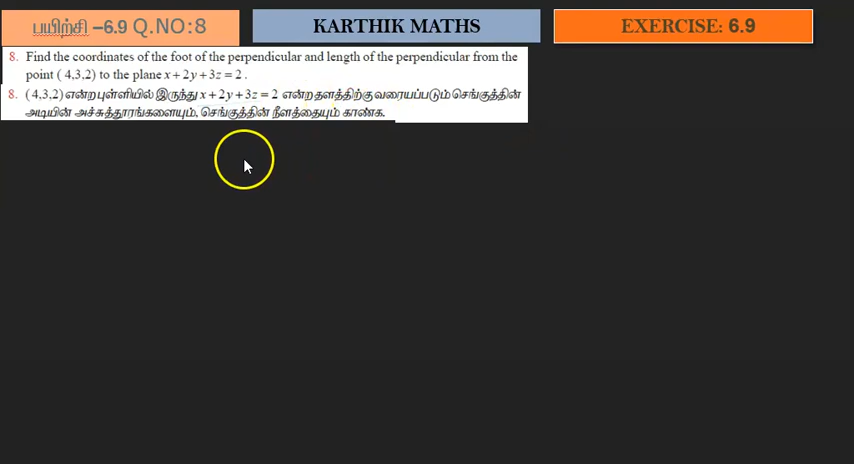 பயிற்சி –6.9 Q.NO:8
KARTHIK MATHS
EXERCISE: 6.9
8. Find the coordinates of the foot of the perpendicular and length of the perpendicular from the
point ( 4,3,2) to the plane x + 2y + 3z = 2 .
8. ( 4,3,2) என்ற புள்ளியில் இருந்து x + 2y + 3z = 2 என்ற தளத்திற்கு வரையப்படும் செங்குத்தின்
அடியின் அச்சுத்தூரங்களையும், செங்குத்தின் நீளத்தையும் காண்க.